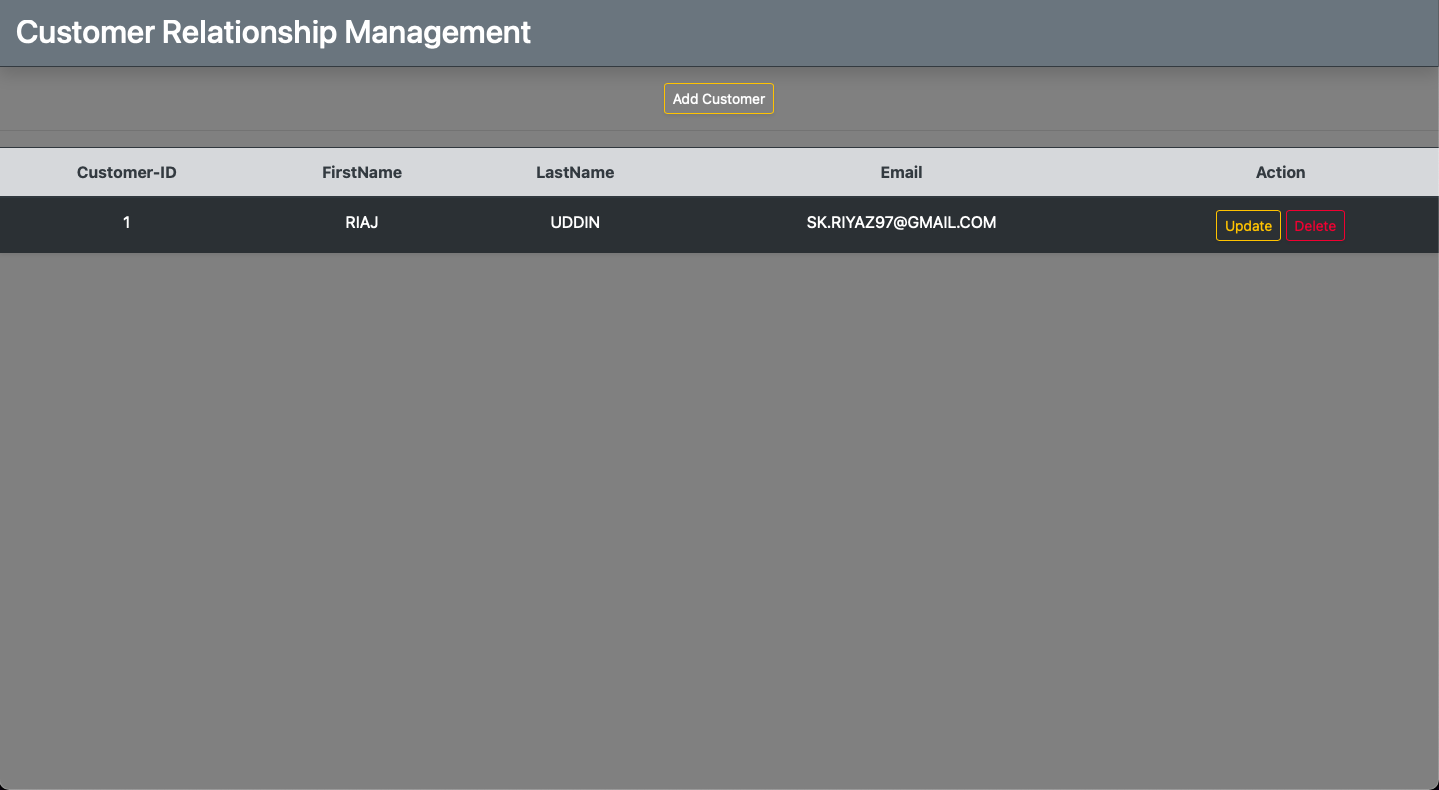 Customer Relationship Management
Add Customer
Customer-ID FirstName LastName Email Action
1 RIAJ UDDIN SK.RIYAZ97@GMAIL.COM Update Delete